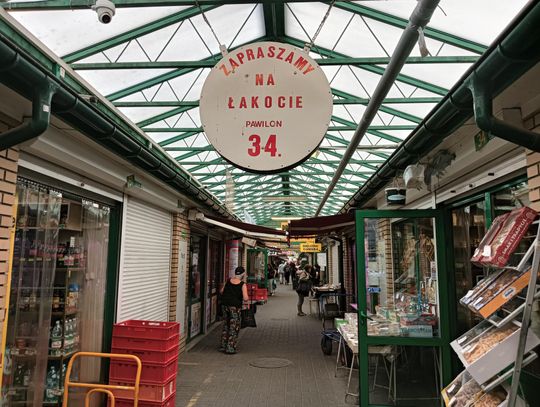 ZAPRASZAMY
NA
ŁAKOCIE
PAWILON
34.